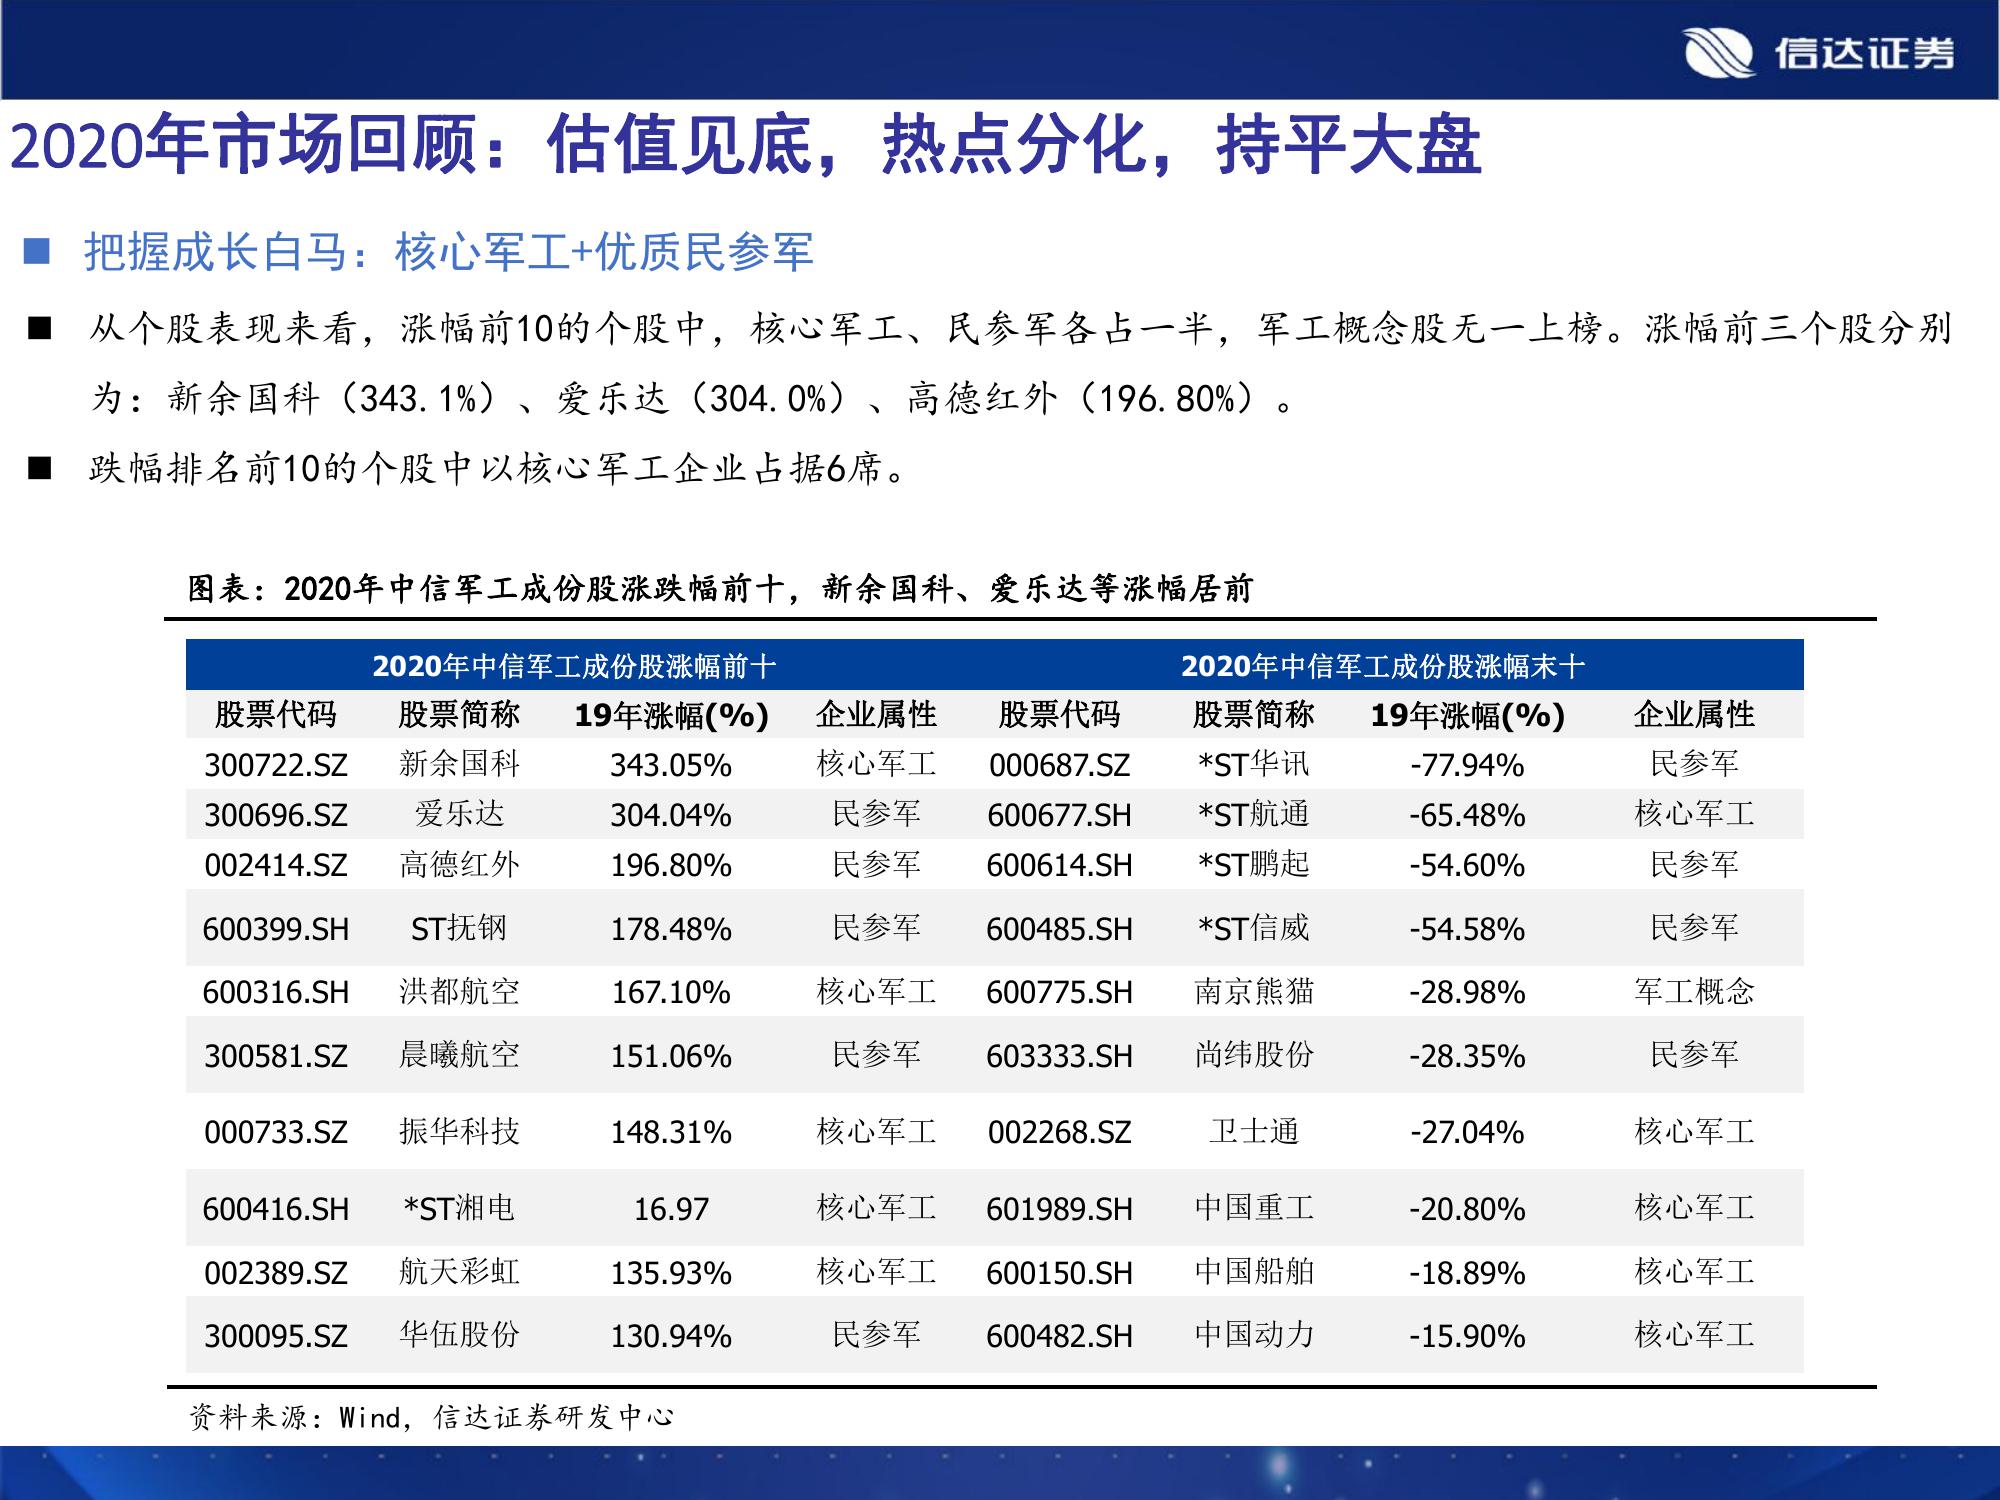 信达证券
2020年市场回顾：估值见底，热点分化，持平大盘
把握成长白马：核心军工+优质民参军
从个股表现来看，涨幅前10的个股中，核心军工、民参军各占一半，军工概念股无一上榜。涨幅前三个股分别
为：新余国科（343.1%）、爱乐达（304.0%）、高德红外（196.80%）。
跌幅排名前10的个股中以核心军工企业占据6席。
图表：2020年中信军工成份股涨跌幅前十，新余国科、爱乐达等涨幅居前
2020年中信军工成份股涨幅前十 2020年中信军工成份股涨幅末十
股票代码 股票简称 19年涨幅(%) 企业属性 股票代码 股票简称 19年涨幅(%) 企业属性
300722.SZ 新余国科 343.05% 核心军工 000687.SZ *ST华讯 -77.94% 民参军
300696.SZ 爱乐达 304.04% 民参军 600677.SH *ST航通 -65.48% 核心军工
002414.SZ 高德红外 196.80% 民参军 600614.SH *ST鹏起 -54.60% 民参军
600399.SH ST抚钢 178.48% 民参军 600485.SH *ST信威 -54.58% 民参军
600316.SH 洪都航空 167.10% 核心军工 600775.SH 南京熊猫 -28.98% 军工概念
300581.SZ 晨曦航空 151.06% 民参军 603333.SH 尚纬股份 -28.35% 民参军
000733.SZ 振华科技 148.31% 核心军工 002268.SZ 卫士通 -27.04% 核心军工
600416.SH *ST湘电 16.97 核心军工 601989.SH 中国重工 -20.80% 核心军工
002389.SZ 航天彩虹 135.93% 核心军工 600150.SH 中国船舶 -18.89% 核心军工
300095.SZ 华伍股份 130.94% 民参军 600482.SH 中国动力 -15.90% 核心军工
资料来源：Wind，信达证券研发中心